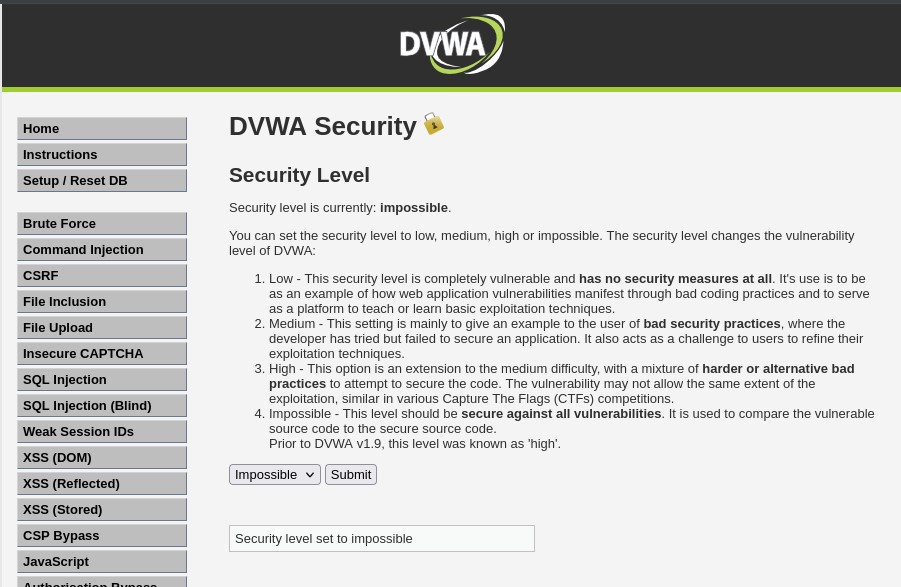 DVWA
Home
Instructions
Setup / Reset DB
Brute Force
Command Injection
CSRF
File Inclusion
File Upload
Insecure CAPTCHA
SQL Injection
SQL Injection (Blind)
Weak Session IDs
XSS (DOM)
XSS (Reflected)
XSS (Stored)
CSP Bypass
JavaScript
Authorisation Bypass
DVWA Security
Security Level
Security level is currently: impossible.
You can set the security level to low, medium, high or impossible. The security level changes the vulnerability
level of DVWA:
1. Low - This security level is completely vulnerable and has no security measures at all. It's use is to be
as an example of how web application vulnerabilities manifest through bad coding practices and to serve
as a platform to teach or learn basic exploitation techniques.
2. Medium - This setting is mainly to give an example to the user of bad security practices, where the
developer has tried but failed to secure an application. It also acts as a challenge to users to refine their
exploitation techniques.
3. High - This option is an extension to the medium difficulty, with a mixture of harder or alternative bad
practices to attempt to secure the code. The vulnerability may not allow the same extent of the
exploitation, similar in various Capture The Flags (CTFs) competitions.
4. Impossible - This level should be secure against all vulnerabilities. It is used to compare the vulnerable
source code to the secure source code.
Prior to DVWA v1.9, this level was known as 'high'.
Impossible Submit
Security level set to impossible